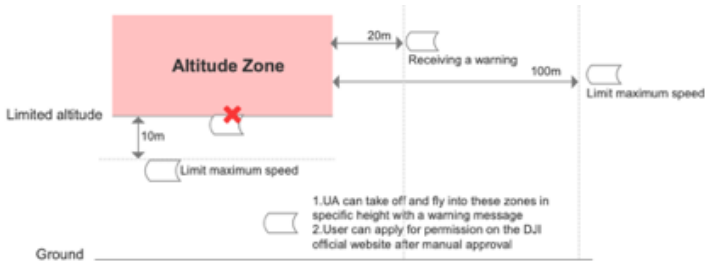 20m
Altitude Zone
Receiving a warning
100m
Limit maximum speed
Limited altitude
10m
Limit maximum speed
1.UA can take off and fly into these zones in
specific height with a warning message
2.User can apply for permission on the DJI
official website after manual approval
Ground